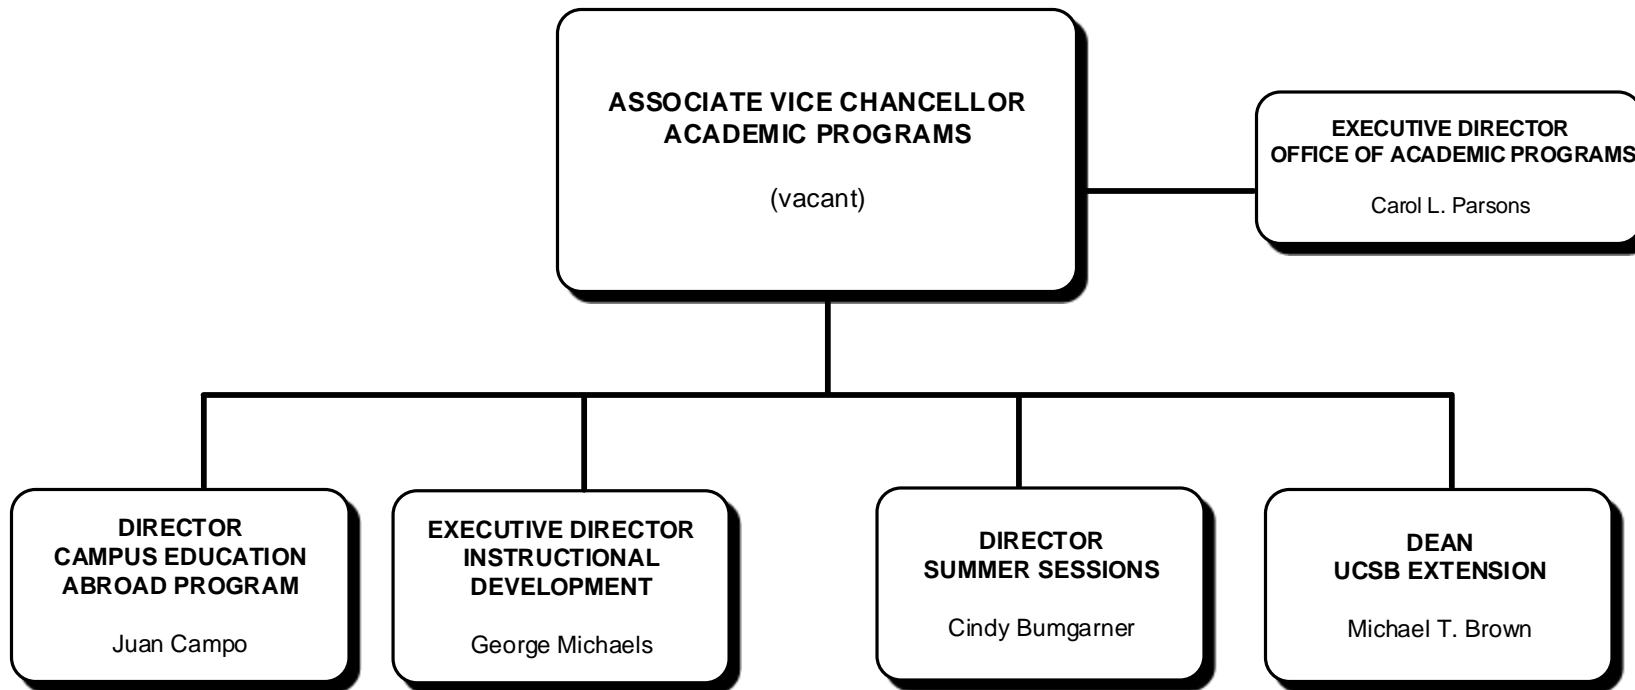 ASSOCIATE VICE CHANCELLOR
ACADEMIC PROGRAMS
(vacant)
EXECUTIVE DIRECTOR
OFFICE OF ACADEMIC PROGRAMS
Carol L. Parsons
DIRECTOR
CAMPUS EDUCATION
ABROAD PROGRAM
Juan Campo
EXECUTIVE DIRECTOR
INSTRUCTIONAL
DEVELOPMENT
George Michaels
DIRECTOR
SUMMER SESSIONS
Cindy Bumgarner
DEAN
UCSB EXTENSION
Michael T. Brown